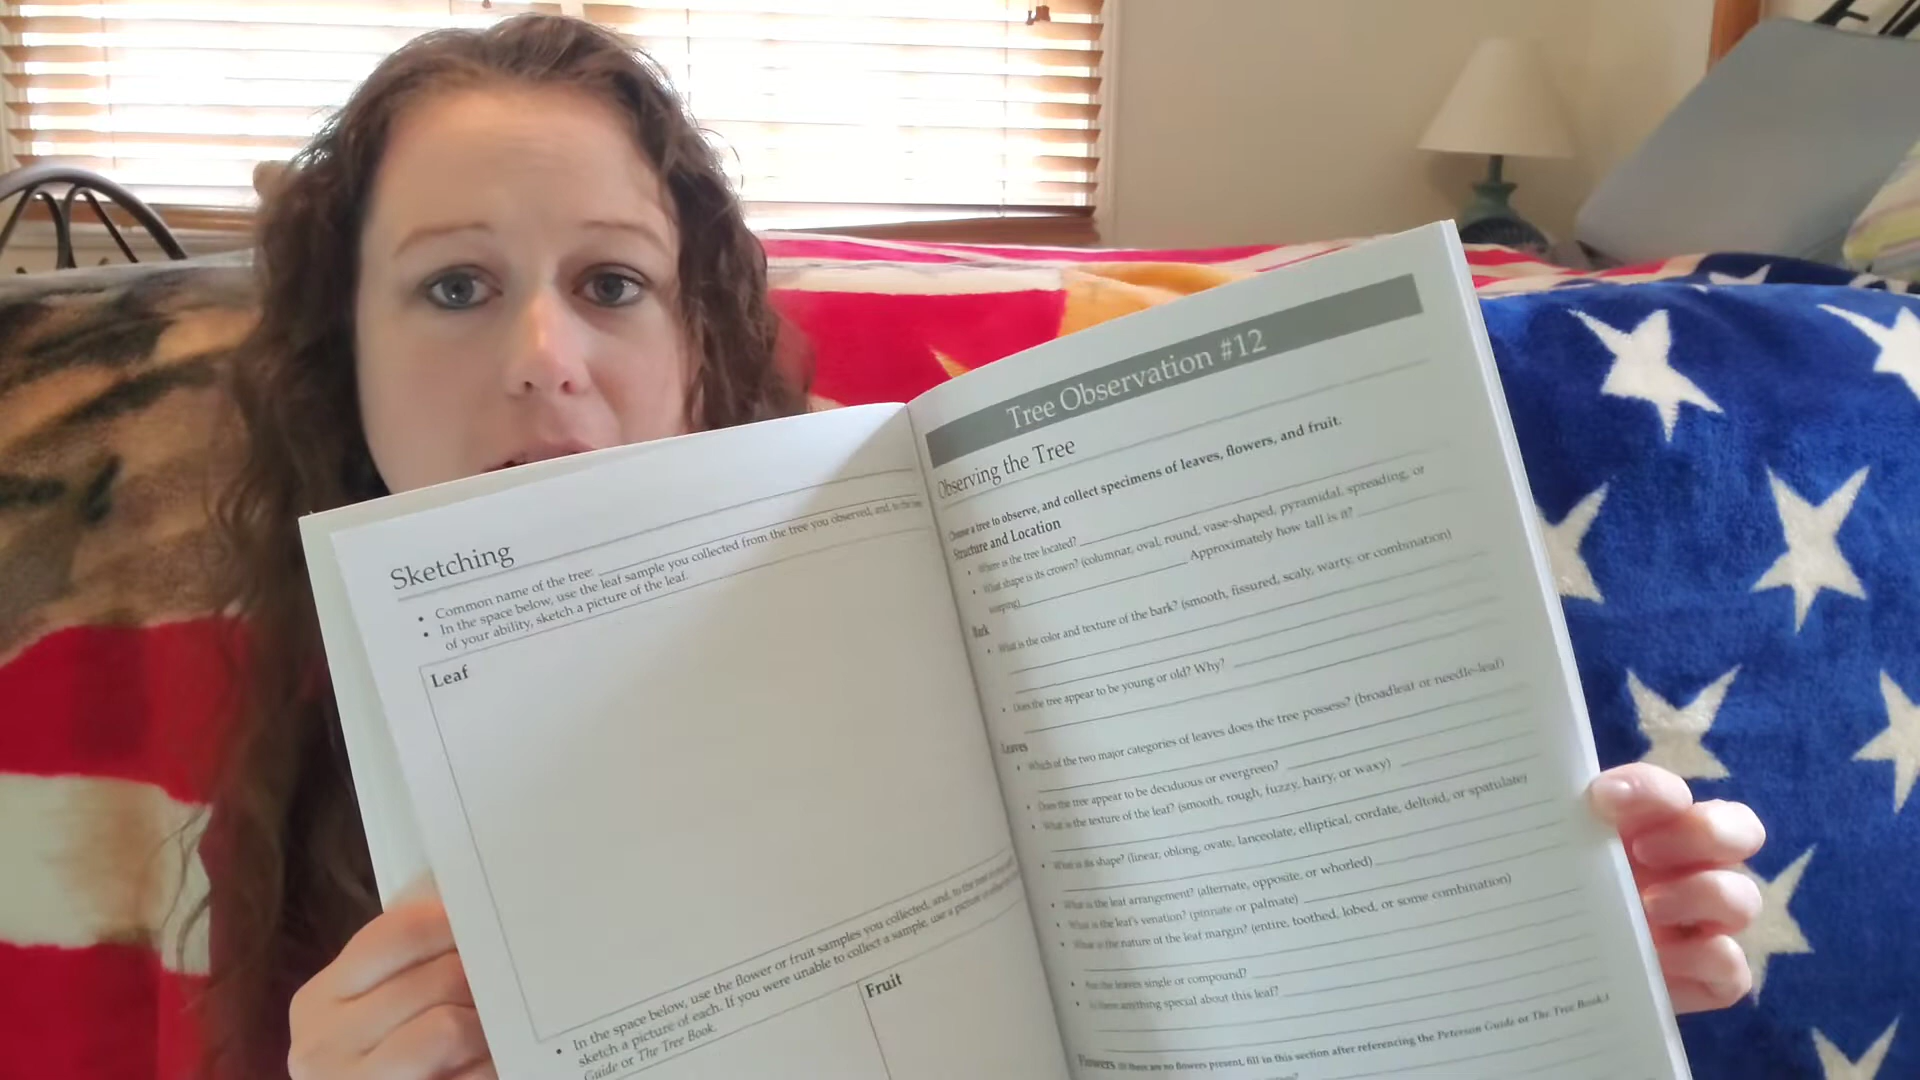 Sketching
• Common name of the tree:
• In the space below, use the leaf sample you collected from the tree you observed, and, to the best
of your ability, sketch a picture of the leaf.
Leaf
• In the space below, use the flower or fruit samples you collected, and, to the
sketch a picture of each. If you were unable to collect a sample, use a picture
Guide or The Tree Book.
Fruit
Tree Observation #12
Observing the Tree
Choose a tree to observe, and collect specimens of leaves, flowers, and fruit.
Structure and Location
• Where is the tree located?
• What shape is its crown? (columnar, oval, round, vase-shaped, pyramidal, spreading, or
weeping) Approximately how tall is it?
Bark
• What is the color and texture of the bark? (smooth, fissured, scaly, warty, or combination)
• Does the tree appear to be young or old? Why?
Leaves
• Which of the two major categories of leaves does the tree possess? (broadleaf or needle-leaf)
• Does the tree appear to be deciduous or evergreen?
• What is the texture of the leaf? (smooth, rough, fuzzy, hairy, or waxy)
• What is its shape? (linear, oblong, ovate, lanceolate, elliptical, cordate, deltoid, or spatulate)
• What is the leaf arrangement? (alternate, opposite, or whorled)
• What is the leaf's venation? (pinnate or palmate)
• What is the nature of the leaf margin? (entire, toothed, lobed, or some combination)
• Are the leaves single or compound?
• Is there anything special about this leaf?
Flowers (If there are no flowers present, fill in this section after referencing the Peterson Guide or The Tree Book.)